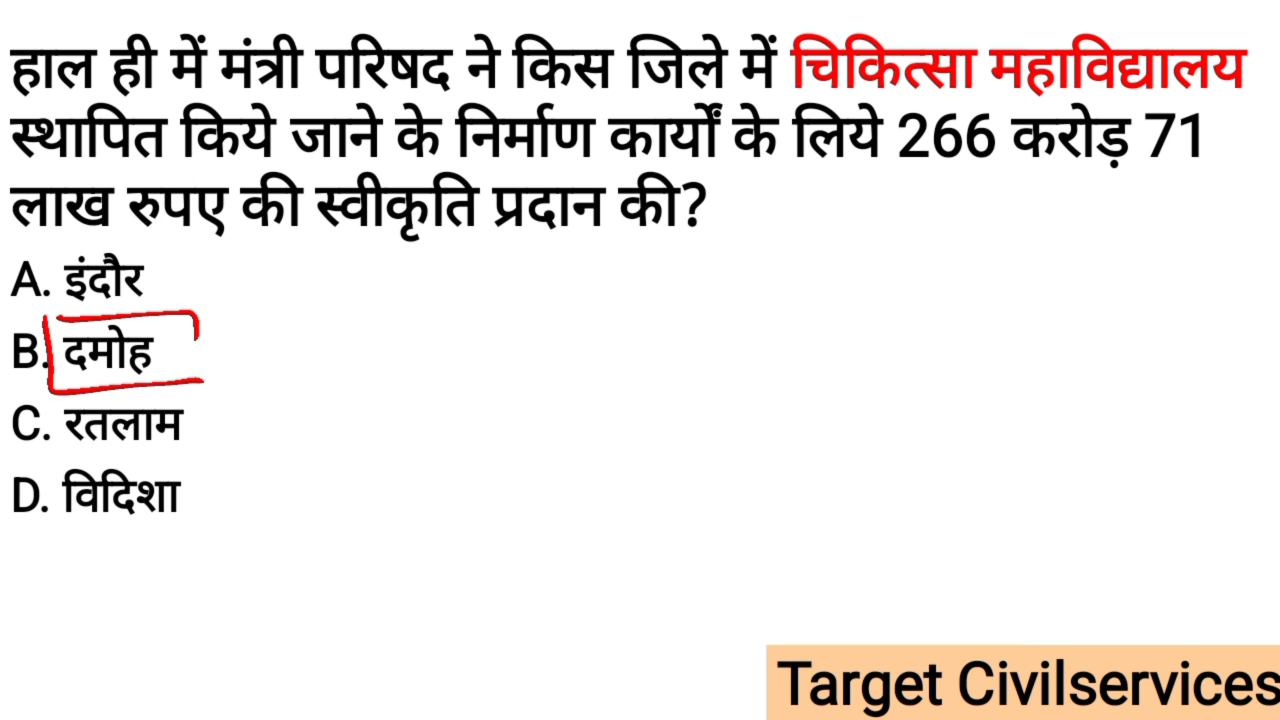 हाल ही में मंत्री परिषद ने किस जिले में चिकित्सा महाविद्यालय
स्थापित किये जाने के निर्माण कार्यों के लिये 266 करोड़ 71
लाख रुपए की स्वीकृति प्रदान की?
A. इंदौर
B. दमोह
C. रतलाम
D. विदिशा
Target Civilservices